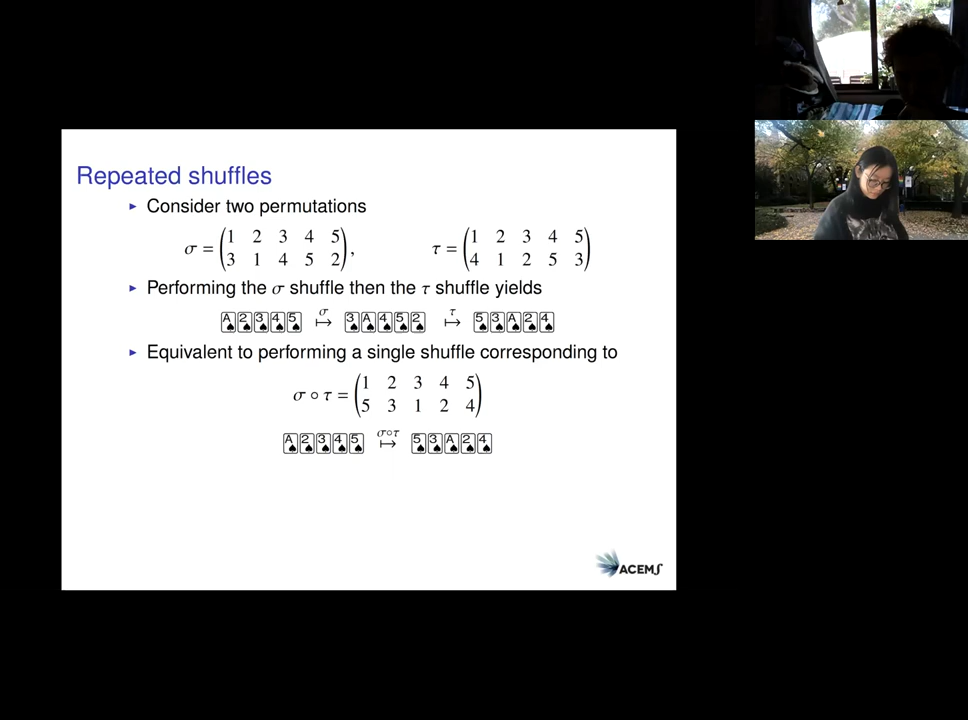 Repeated shuffles
▸ Consider two permutations
σ = (1 2 3 4 5 / 3 1 4 5 2), τ = (1 2 3 4 5 / 4 1 2 5 3)
▸ Performing the σ shuffle then the τ shuffle yields
A♠ 2♠ 3♠ 4♠ 5♠ σ↦ 3♠ A♠ 4♠ 5♠ 2♠ τ↦ 5♠ 3♠ A♠ 2♠ 4♠
▸ Equivalent to performing a single shuffle corresponding to
σ ∘ τ = (1 2 3 4 5 / 5 3 1 2 4)
A♠ 2♠ 3♠ 4♠ 5♠ σ∘τ↦ 5♠ 3♠ A♠ 2♠ 4♠
ACEMS